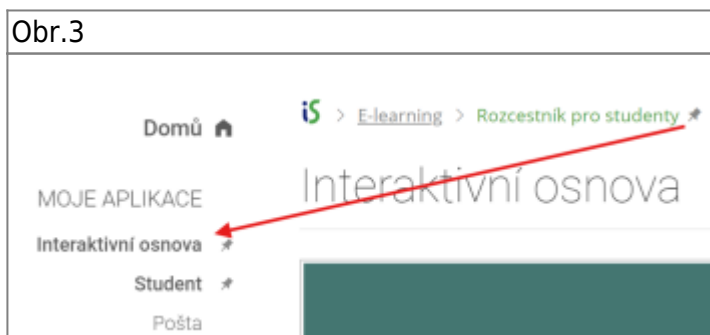 Obr.3
Domů
iS > E-learning > Rozcestník pro studenty
MOJE APLIKACE
Interaktivní osnova
Interaktivní osnova
Student
Pošta